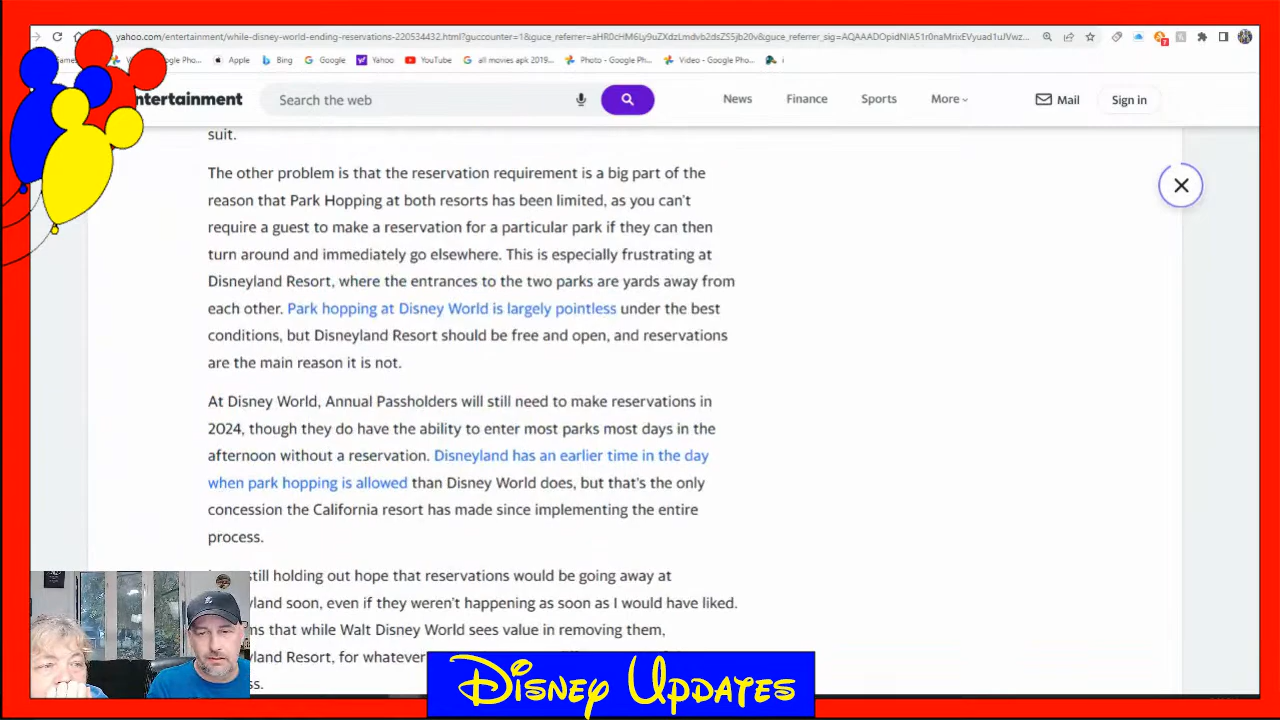 yahoo.com/entertainment/while-disney-world-ending-reservations-220534432.html?guccounter=1&guce_referrer=
Apple Bing Google Yahoo YouTube all movies apk 2019... Photo - Google Ph... Video - Google Pho...
ntertainment Search the web News Finance Sports More Mail Sign in
suit.
The other problem is that the reservation requirement is a big part of the
reason that Park Hopping at both resorts has been limited, as you can't
require a guest to make a reservation for a particular park if they can then
turn around and immediately go elsewhere. This is especially frustrating at
Disneyland Resort, where the entrances to the two parks are yards away from
each other. Park hopping at Disney World is largely pointless under the best
conditions, but Disneyland Resort should be free and open, and reservations
are the main reason it is not.
At Disney World, Annual Passholders will still need to make reservations in
2024, though they do have the ability to enter most parks most days in the
afternoon without a reservation. Disneyland has an earlier time in the day
when park hopping is allowed than Disney World does, but that's the only
concession the California resort has made since implementing the entire
process.
still holding out hope that reservations would be going away at
yland soon, even if they weren't happening as soon as I would have liked.
ms that while Walt Disney World sees value in removing them,
yland Resort, for whatever
ss.
Disney Updates